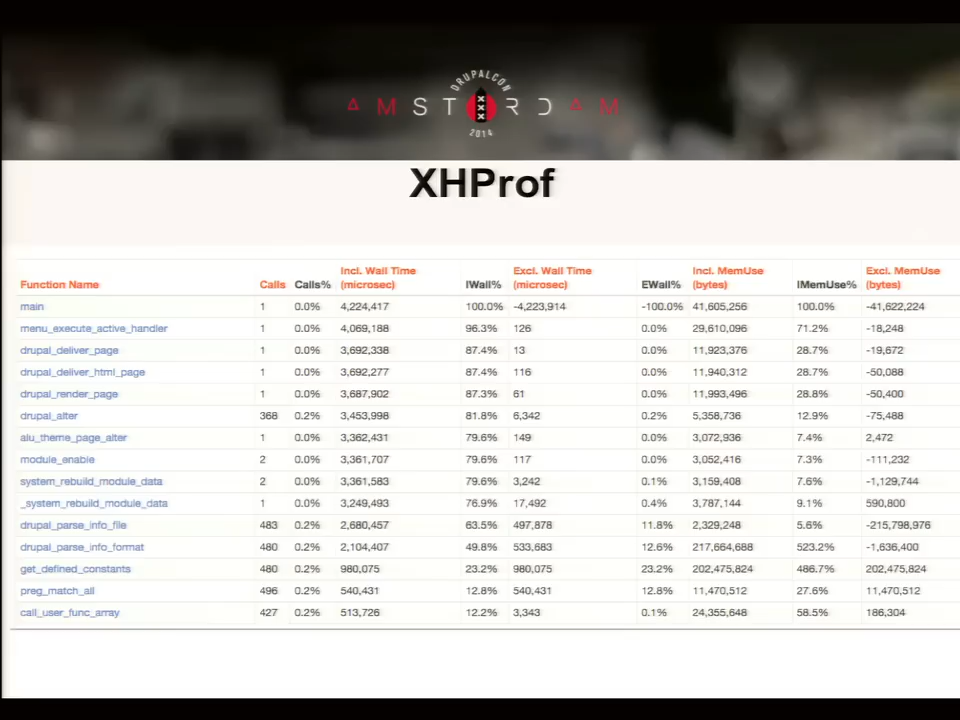 DRUPALCON
AMSTERDAM
2014
XHProf
Function Name Calls Calls% Incl. Wall Time (microsec) IWall% Excl. Wall Time (microsec) EWall% Incl. MemUse (bytes) IMemUse% Excl. MemUse (bytes)
main 1 0.0% 4,224,417 100.0% -4,223,914 -100.0% 41,605,256 100.0% -41,622,224
menu_execute_active_handler 1 0.0% 4,069,188 96.3% 126 0.0% 29,610,096 71.2% -18,248
drupal_deliver_page 1 0.0% 3,692,338 87.4% 13 0.0% 11,923,376 28.7% -19,672
drupal_deliver_html_page 1 0.0% 3,692,277 87.4% 116 0.0% 11,940,312 28.7% -50,088
drupal_render_page 1 0.0% 3,687,902 87.3% 61 0.0% 11,993,496 28.8% -50,400
drupal_alter 368 0.2% 3,453,998 81.8% 6,342 0.2% 5,358,736 12.9% -75,488
alu_theme_page_alter 1 0.0% 3,362,431 79.6% 149 0.0% 3,072,936 7.4% 2,472
module_enable 2 0.0% 3,361,707 79.6% 117 0.0% 3,052,416 7.3% -111,232
system_rebuild_module_data 2 0.0% 3,361,583 79.6% 3,242 0.1% 3,159,408 7.6% -1,129,744
_system_rebuild_module_data 1 0.0% 3,249,493 76.9% 17,492 0.4% 3,787,144 9.1% 590,800
drupal_parse_info_file 483 0.2% 2,680,457 63.5% 497,878 11.8% 2,329,248 5.6% -215,798,976
drupal_parse_info_format 480 0.2% 2,104,407 49.8% 533,683 12.6% 217,664,688 523.2% -1,636,400
get_defined_constants 480 0.2% 980,075 23.2% 980,075 23.2% 202,475,824 486.7% 202,475,824
preg_match_all 496 0.2% 540,431 12.8% 540,431 12.8% 11,470,512 27.6% 11,470,512
call_user_func_array 427 0.2% 513,726 12.2% 3,343 0.1% 24,355,648 58.5% 186,304